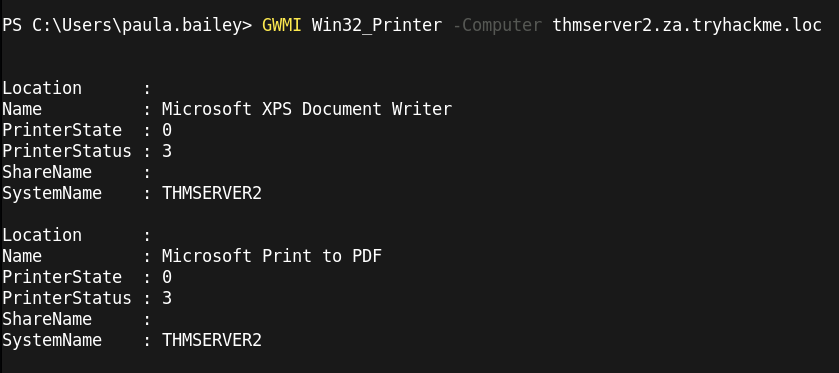 PS C:\Users\paula.bailey> GWMI Win32_Printer -Computer thmserver2.za.tryhackme.loc
Location      :
Name          : Microsoft XPS Document Writer
PrinterState  : 0
PrinterStatus : 3
ShareName     :
SystemName    : THMSERVER2
Location      :
Name          : Microsoft Print to PDF
PrinterState  : 0
PrinterStatus : 3
ShareName     :
SystemName    : THMSERVER2